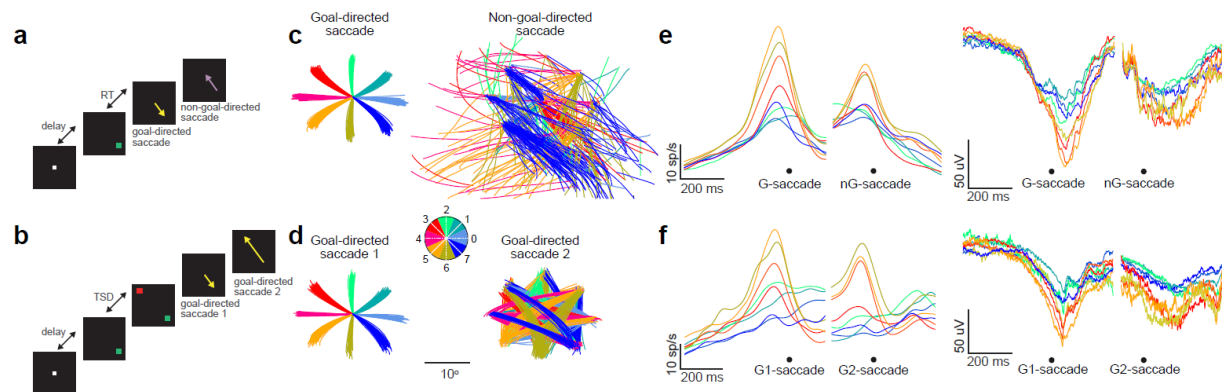 a
delay
RT
goal-directed
saccade
non-goal-directed
saccade
b
delay
TSD
goal-directed
saccade 1
goal-directed
saccade 2
c
Goal-directed
saccade
Non-goal-directed
saccade
d
Goal-directed
saccade 1
2
3
1
4
0
5
7
6
Goal-directed
saccade 2
10°
e
10 sp/s
200 ms
G-saccade
nG-saccade
50 uV
200 ms
G-saccade
nG-saccade
f
10 sp/s
200 ms
G1-saccade
G2-saccade
50 uV
200 ms
G1-saccade
G2-saccade